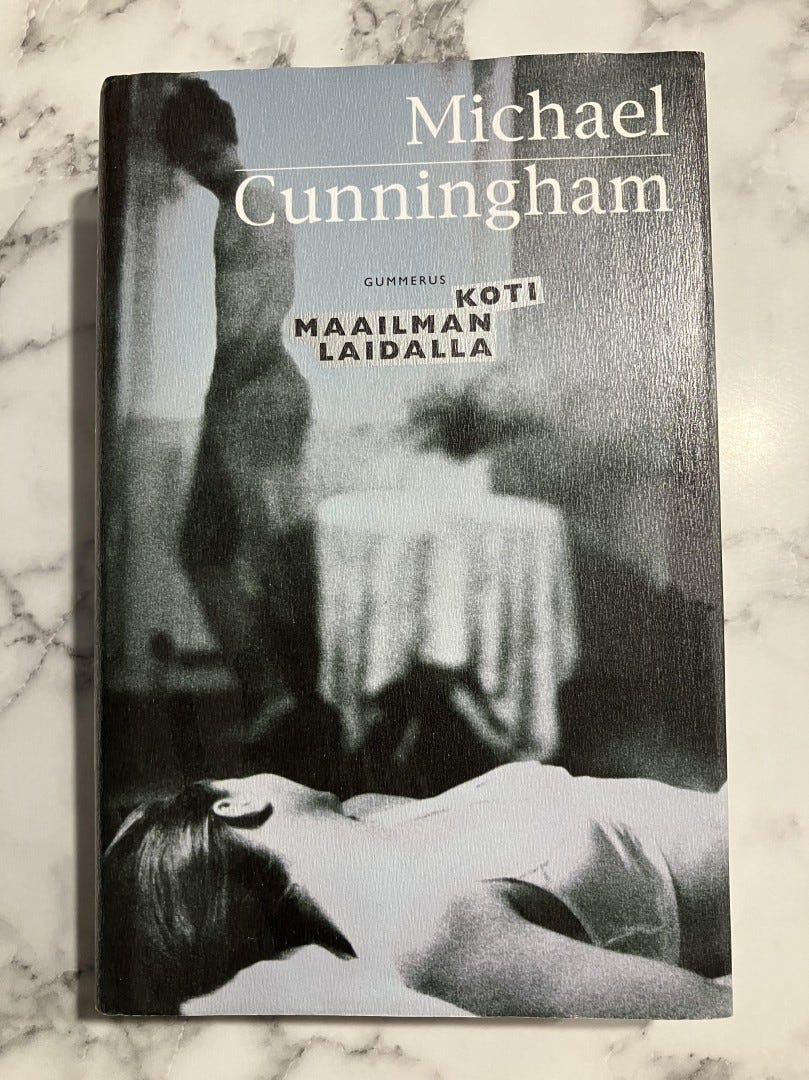 Michael
Cunningham
GUMMERUS
KOTI
MAAILMAN
LAIDALLA